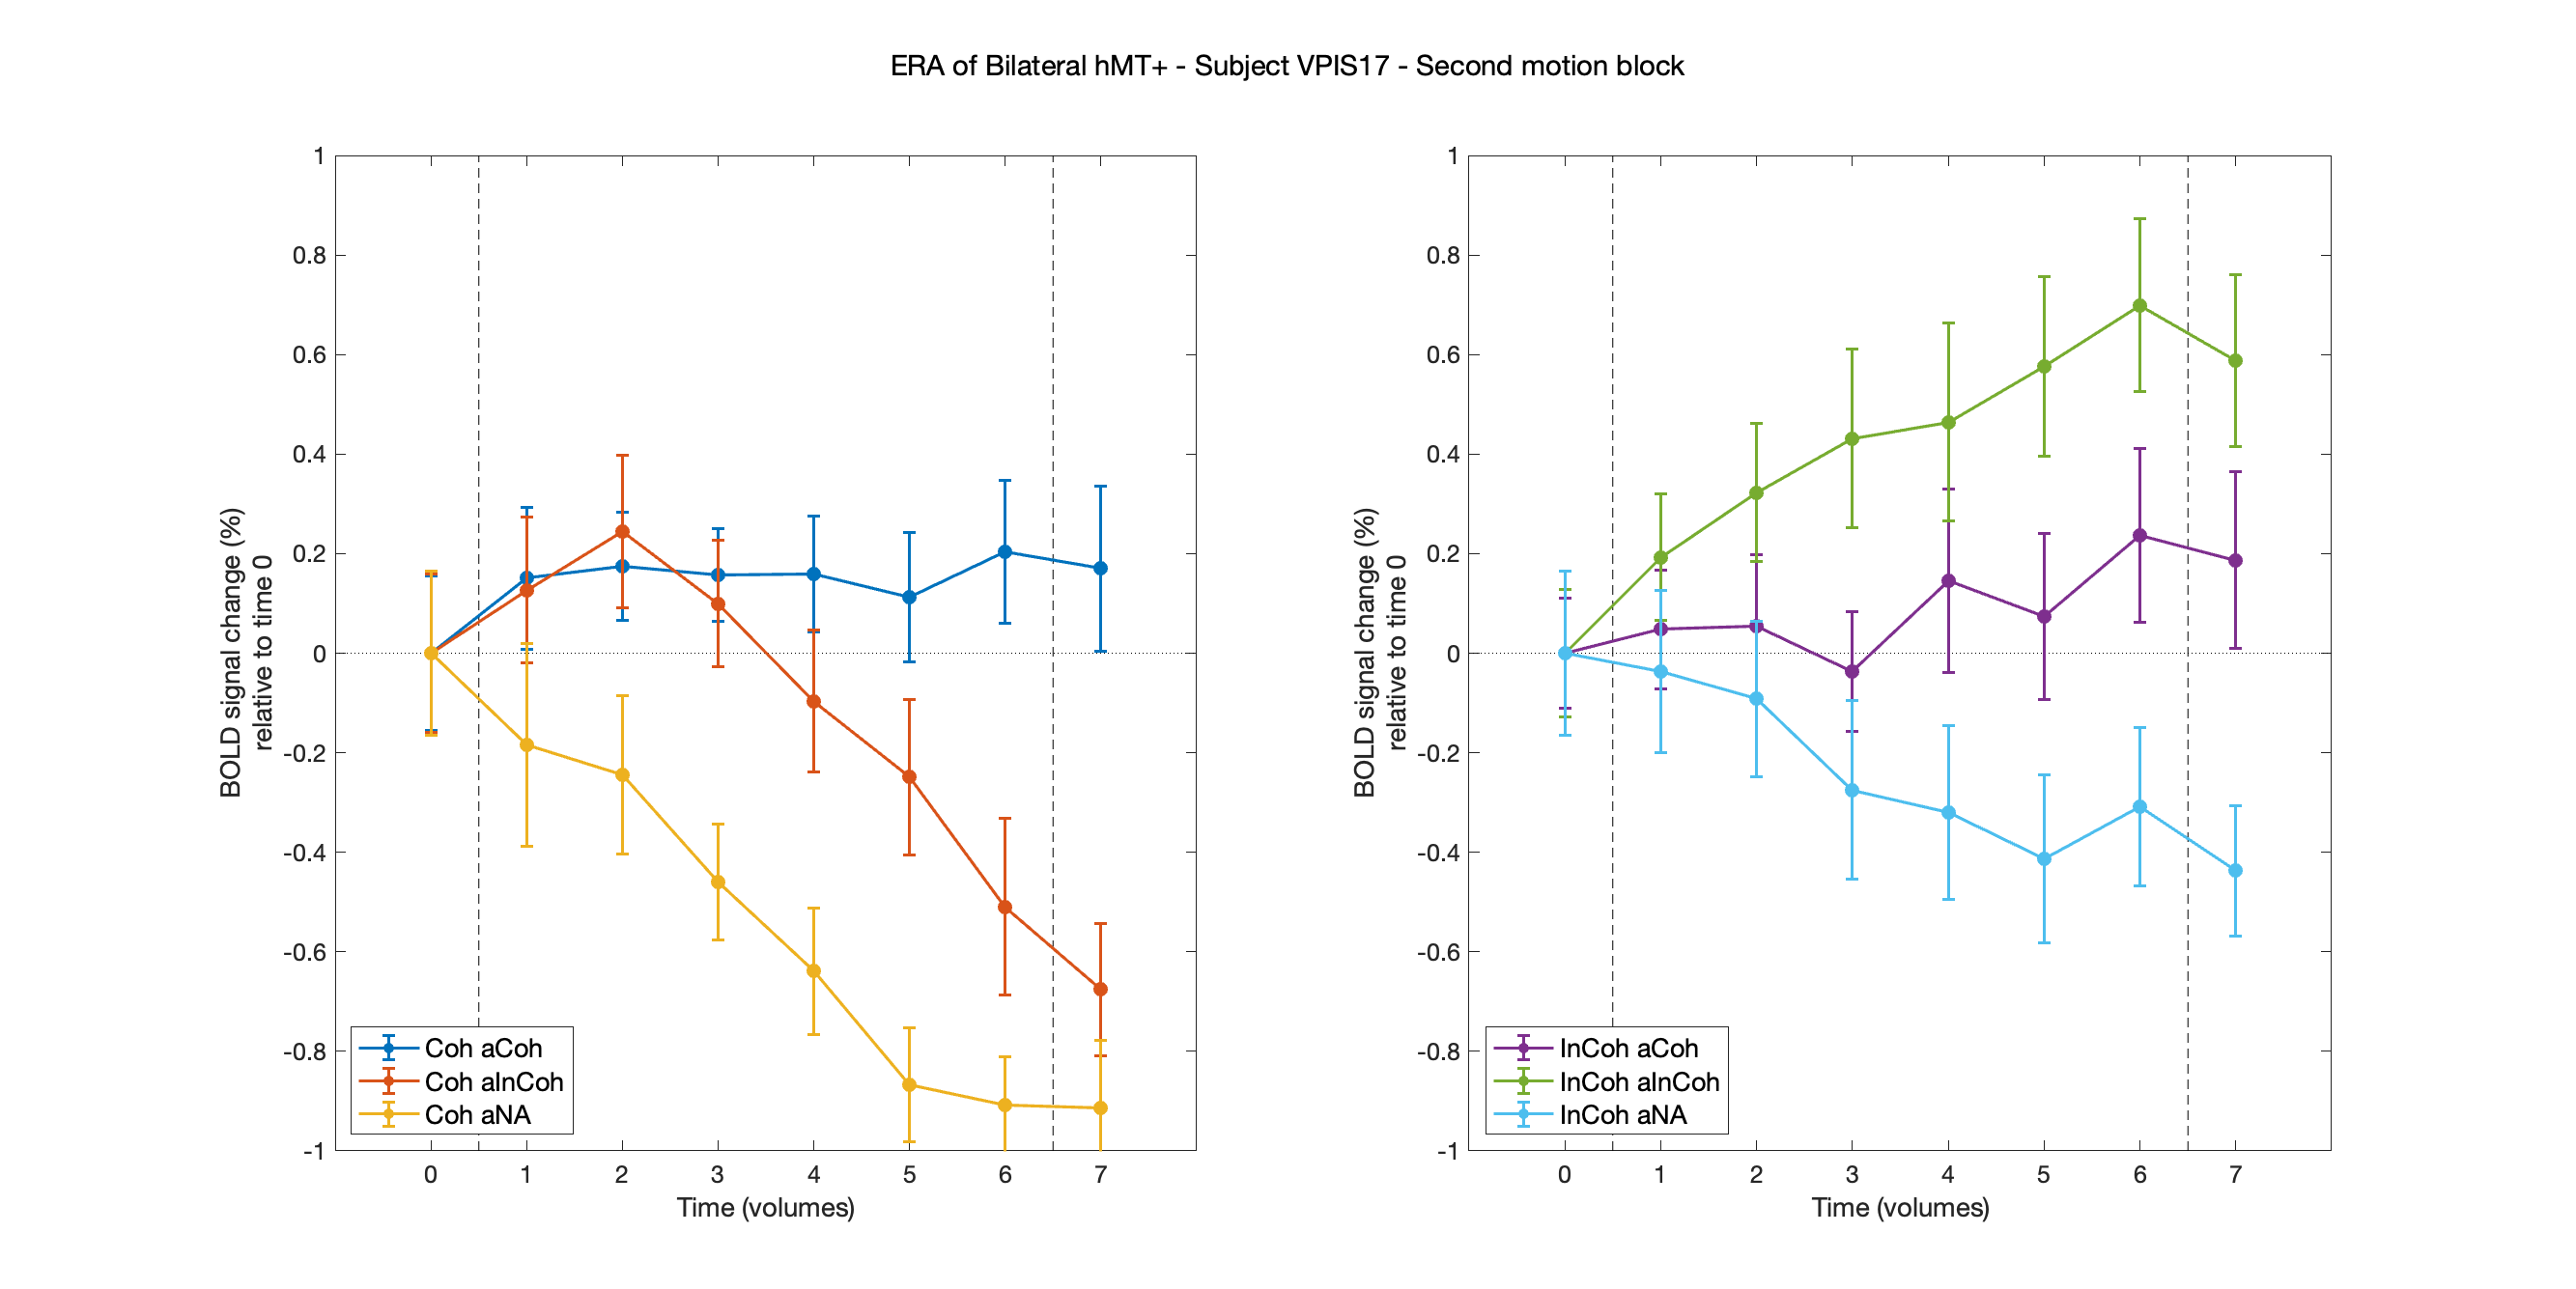 ERA of Bilateral hMT+ - Subject VPIS17 - Second motion block
BOLD signal change (%)
relative to time 0
1
0.8
0.6
0.4
0.2
0
-0.2
-0.4
-0.6
-0.8
-1
Coh aCoh
Coh aInCoh
Coh aNA
0 1 2 3 4 5 6 7
Time (volumes)
BOLD signal change (%)
relative to time 0
1
0.8
0.6
0.4
0.2
0
-0.2
-0.4
-0.6
-0.8
-1
InCoh aCoh
InCoh aInCoh
InCoh aNA
0 1 2 3 4 5 6 7
Time (volumes)